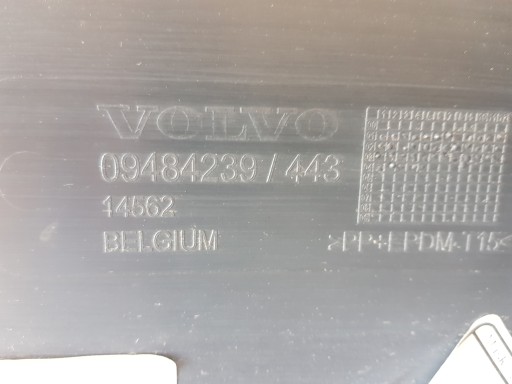 VOLVO
09484239 / 443
14562
BELGIUM
>PP+EPDM-T15<